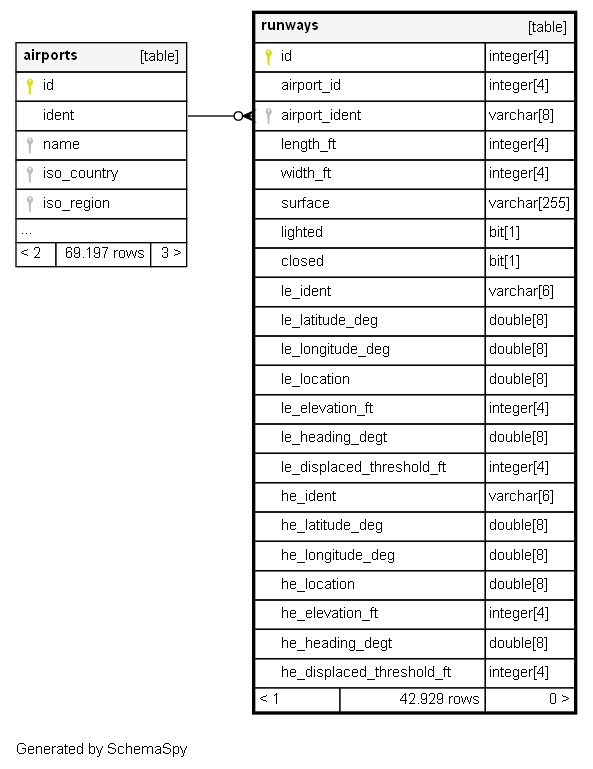 airports [table]
id
ident
name
iso_country
iso_region
...
< 2 69.197 rows 3 >
runways [table]
id integer[4]
airport_id integer[4]
airport_ident varchar[8]
length_ft integer[4]
width_ft integer[4]
surface varchar[255]
lighted bit[1]
closed bit[1]
le_ident varchar[6]
le_latitude_deg double[8]
le_longitude_deg double[8]
le_location double[8]
le_elevation_ft integer[4]
le_heading_degt double[8]
le_displaced_threshold_ft integer[4]
he_ident varchar[6]
he_latitude_deg double[8]
he_longitude_deg double[8]
he_location double[8]
he_elevation_ft integer[4]
he_heading_degt double[8]
he_displaced_threshold_ft integer[4]
< 1 42.929 rows 0 >
Generated by SchemaSpy